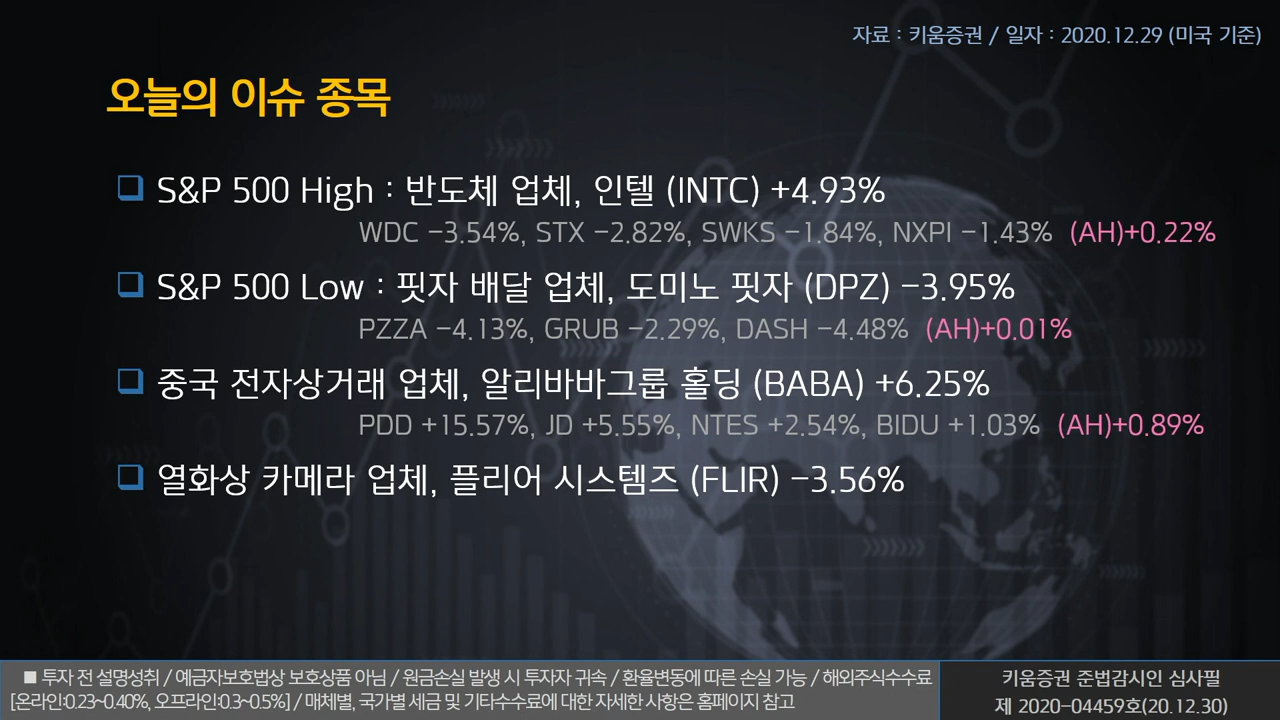 자료 : 키움증권 / 일자 : 2020.12.29 (미국 기준)
오늘의 이슈 종목
❑ S&P 500 High : 반도체 업체, 인텔 (INTC) +4.93%
WDC −3.54%, STX −2.82%, SWKS −1.84%, NXPI −1.43% (AH)+0.22%
❑ S&P 500 Low : 핏자 배달 업체, 도미노 핏자 (DPZ) −3.95%
PZZA −4.13%, GRUB −2.29%, DASH −4.48% (AH)+0.01%
❑ 중국 전자상거래 업체, 알리바바그룹 홀딩 (BABA) +6.25%
PDD +15.57%, JD +5.55%, NTES +2.54%, BIDU +1.03% (AH)+0.89%
❑ 열화상 카메라 업체, 플리어 시스템즈 (FLIR) −3.56%
■ 투자 전 설명성취 / 예금자보호법상 보호상품 아님 / 원금손실 발생 시 투자자 귀속 / 환율변동에 따른 손실 가능 / 해외주식수수료
[온라인:0.23~0.40%, 오프라인:0.3~0.5%] / 매체별, 국가별 세금 및 기타수수료에 대한 자세한 사항은 홈페이지 참고
키움증권 준법감시인 심사필
제 2020−04459호(20.12.30)